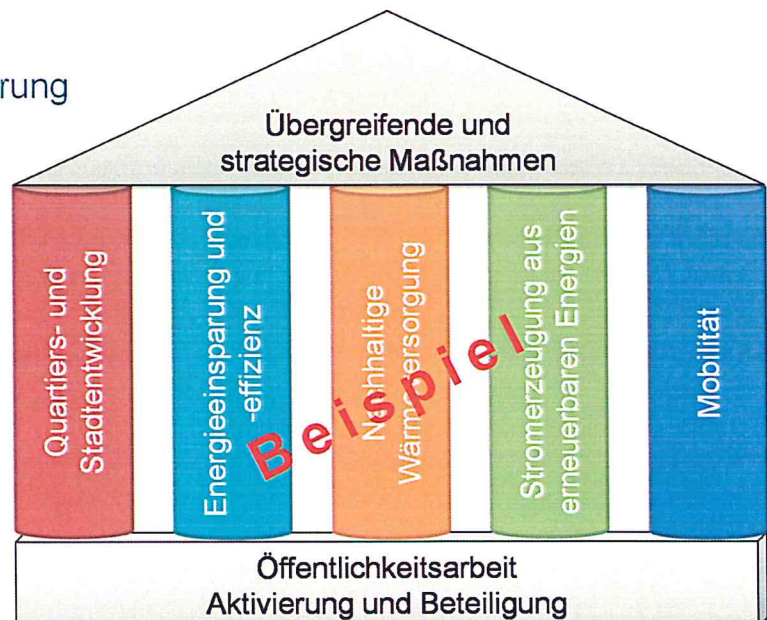 rung
Übergreifende und
strategische Maßnahmen
Quartiers- und
Stadtentwicklung
Energieeinsparung und
-effizienz
Nachhaltige
Wärmeversorgung
Stromerzeugung aus
erneuerbaren Energien
Mobilität
Beispiel
Öffentlichkeitsarbeit
Aktivierung und Beteiligung